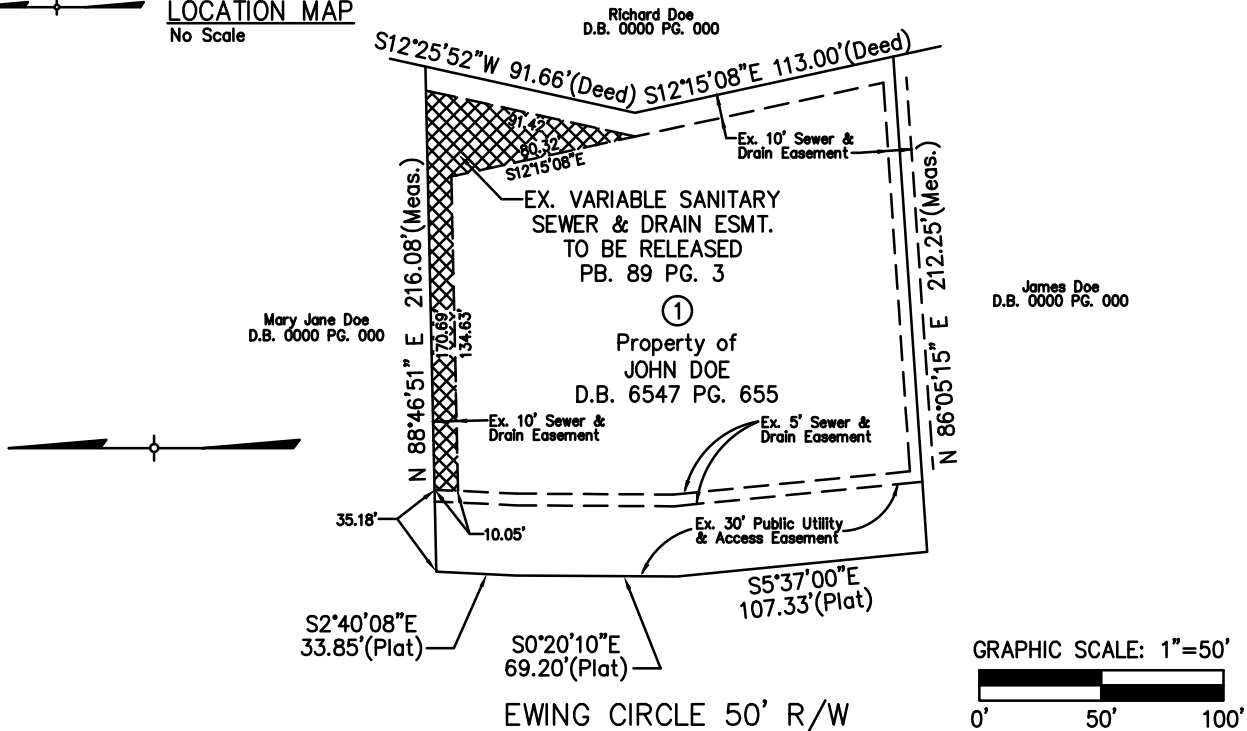 LOCATION MAP
No Scale
Richard Doe
D.B. 0000 PG. 000
S12°25'52"W 91.66'(Deed)
S12°15'08"E 113.00'(Deed)
91.42'
80.32'
S12°15'08"E
Ex. 10' Sewer &
Drain Easement
EX. VARIABLE SANITARY
SEWER & DRAIN ESMT.
TO BE RELEASED
PB. 89 PG. 3
1
Property of
JOHN DOE
D.B. 6547 PG. 655
N 88°46'51" E 216.08'(Meas.)
170.69'
134.63'
N 86°05'15" E 212.25'(Meas.)
Mary Jane Doe
D.B. 0000 PG. 000
James Doe
D.B. 0000 PG. 000
Ex. 10' Sewer &
Drain Easement
Ex. 5' Sewer &
Drain Easement
35.18'
10.05'
Ex. 30' Public Utility
& Access Easement
S5°37'00"E
107.33'(Plat)
S2°40'08"E
33.85'(Plat)
S0°20'10"E
69.20'(Plat)
EWING CIRCLE 50' R/W
GRAPHIC SCALE: 1"=50'
0' 50' 100'